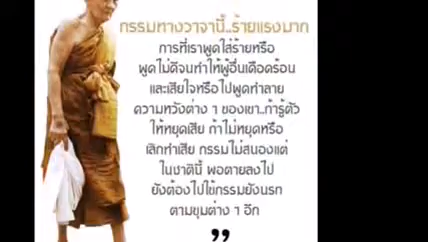 กรรมทางวาจานี้..ร้ายแรงมาก
การที่เราพูดใส่ร้ายหรือ
พูดไม่ดีจนทำให้ผู้อื่นเดือดร้อน
และเสียใจหรือไปพูดทำลาย
ความหวังต่าง ๆ ของเขา..ถ้ารู้ตัว
ให้หยุดเสีย ถ้าไม่หยุดหรือ
เลิกทำเสีย กรรมไม่สนองแต่
ในชาตินี้ พอตายลงไป
ยังต้องไปใช้กรรมยังนรก
ตามขุมต่าง ๆ อีก
”